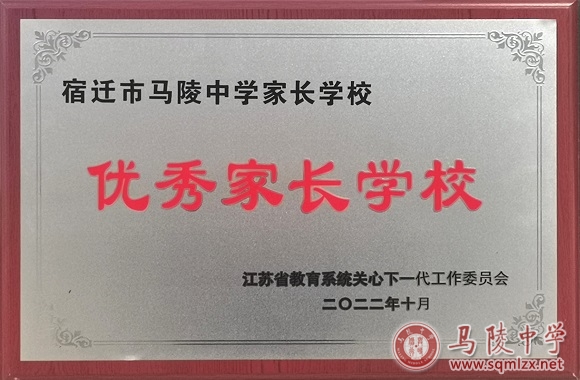 宿迁市马陵中学家长学校
优秀家长学校
江苏省教育系统关心下一代工作委员会
二〇二二年十月
马陵中学
www.sqmlzx.net